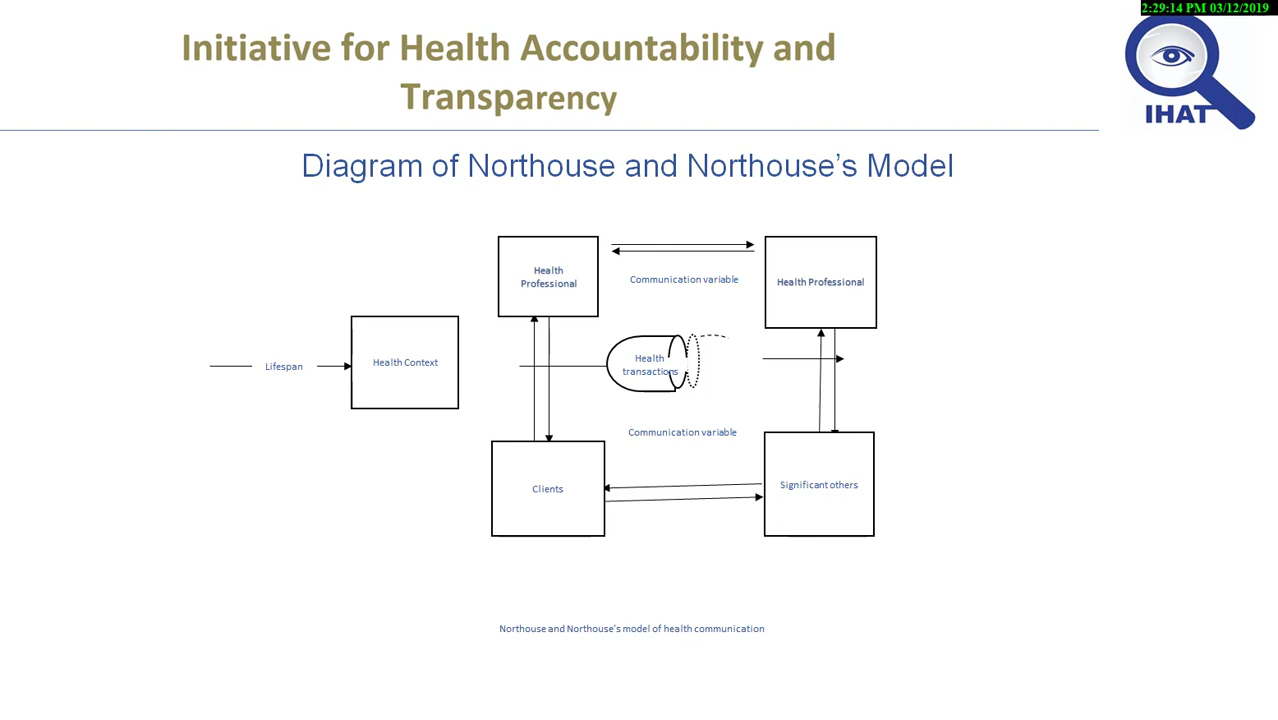 2:29:14 PM 03/12/2019
Initiative for Health Accountability and
Transparency
IHAT
Diagram of Northouse and Northouse’s Model
Health
Professional
Communication variable
Health Professional
Lifespan
Health Context
Health
transactions
Communication variable
Clients
Significant others
Northouse and Northouse’s model of health communication